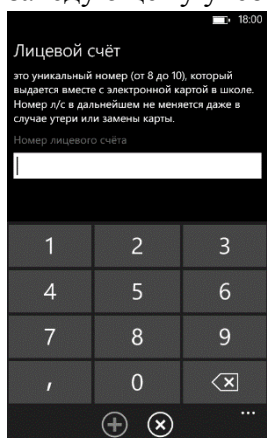 18:00
Лицевой счёт
это уникальный номер (от 8 до 10), который
выдается вместе с электронной картой в школе.
Номер л/с в дальнейшем не меняется даже в
случае утери или замены карты.
Номер лицевого счёта
1 2 3
4 5 6
7 8 9
, 0
...